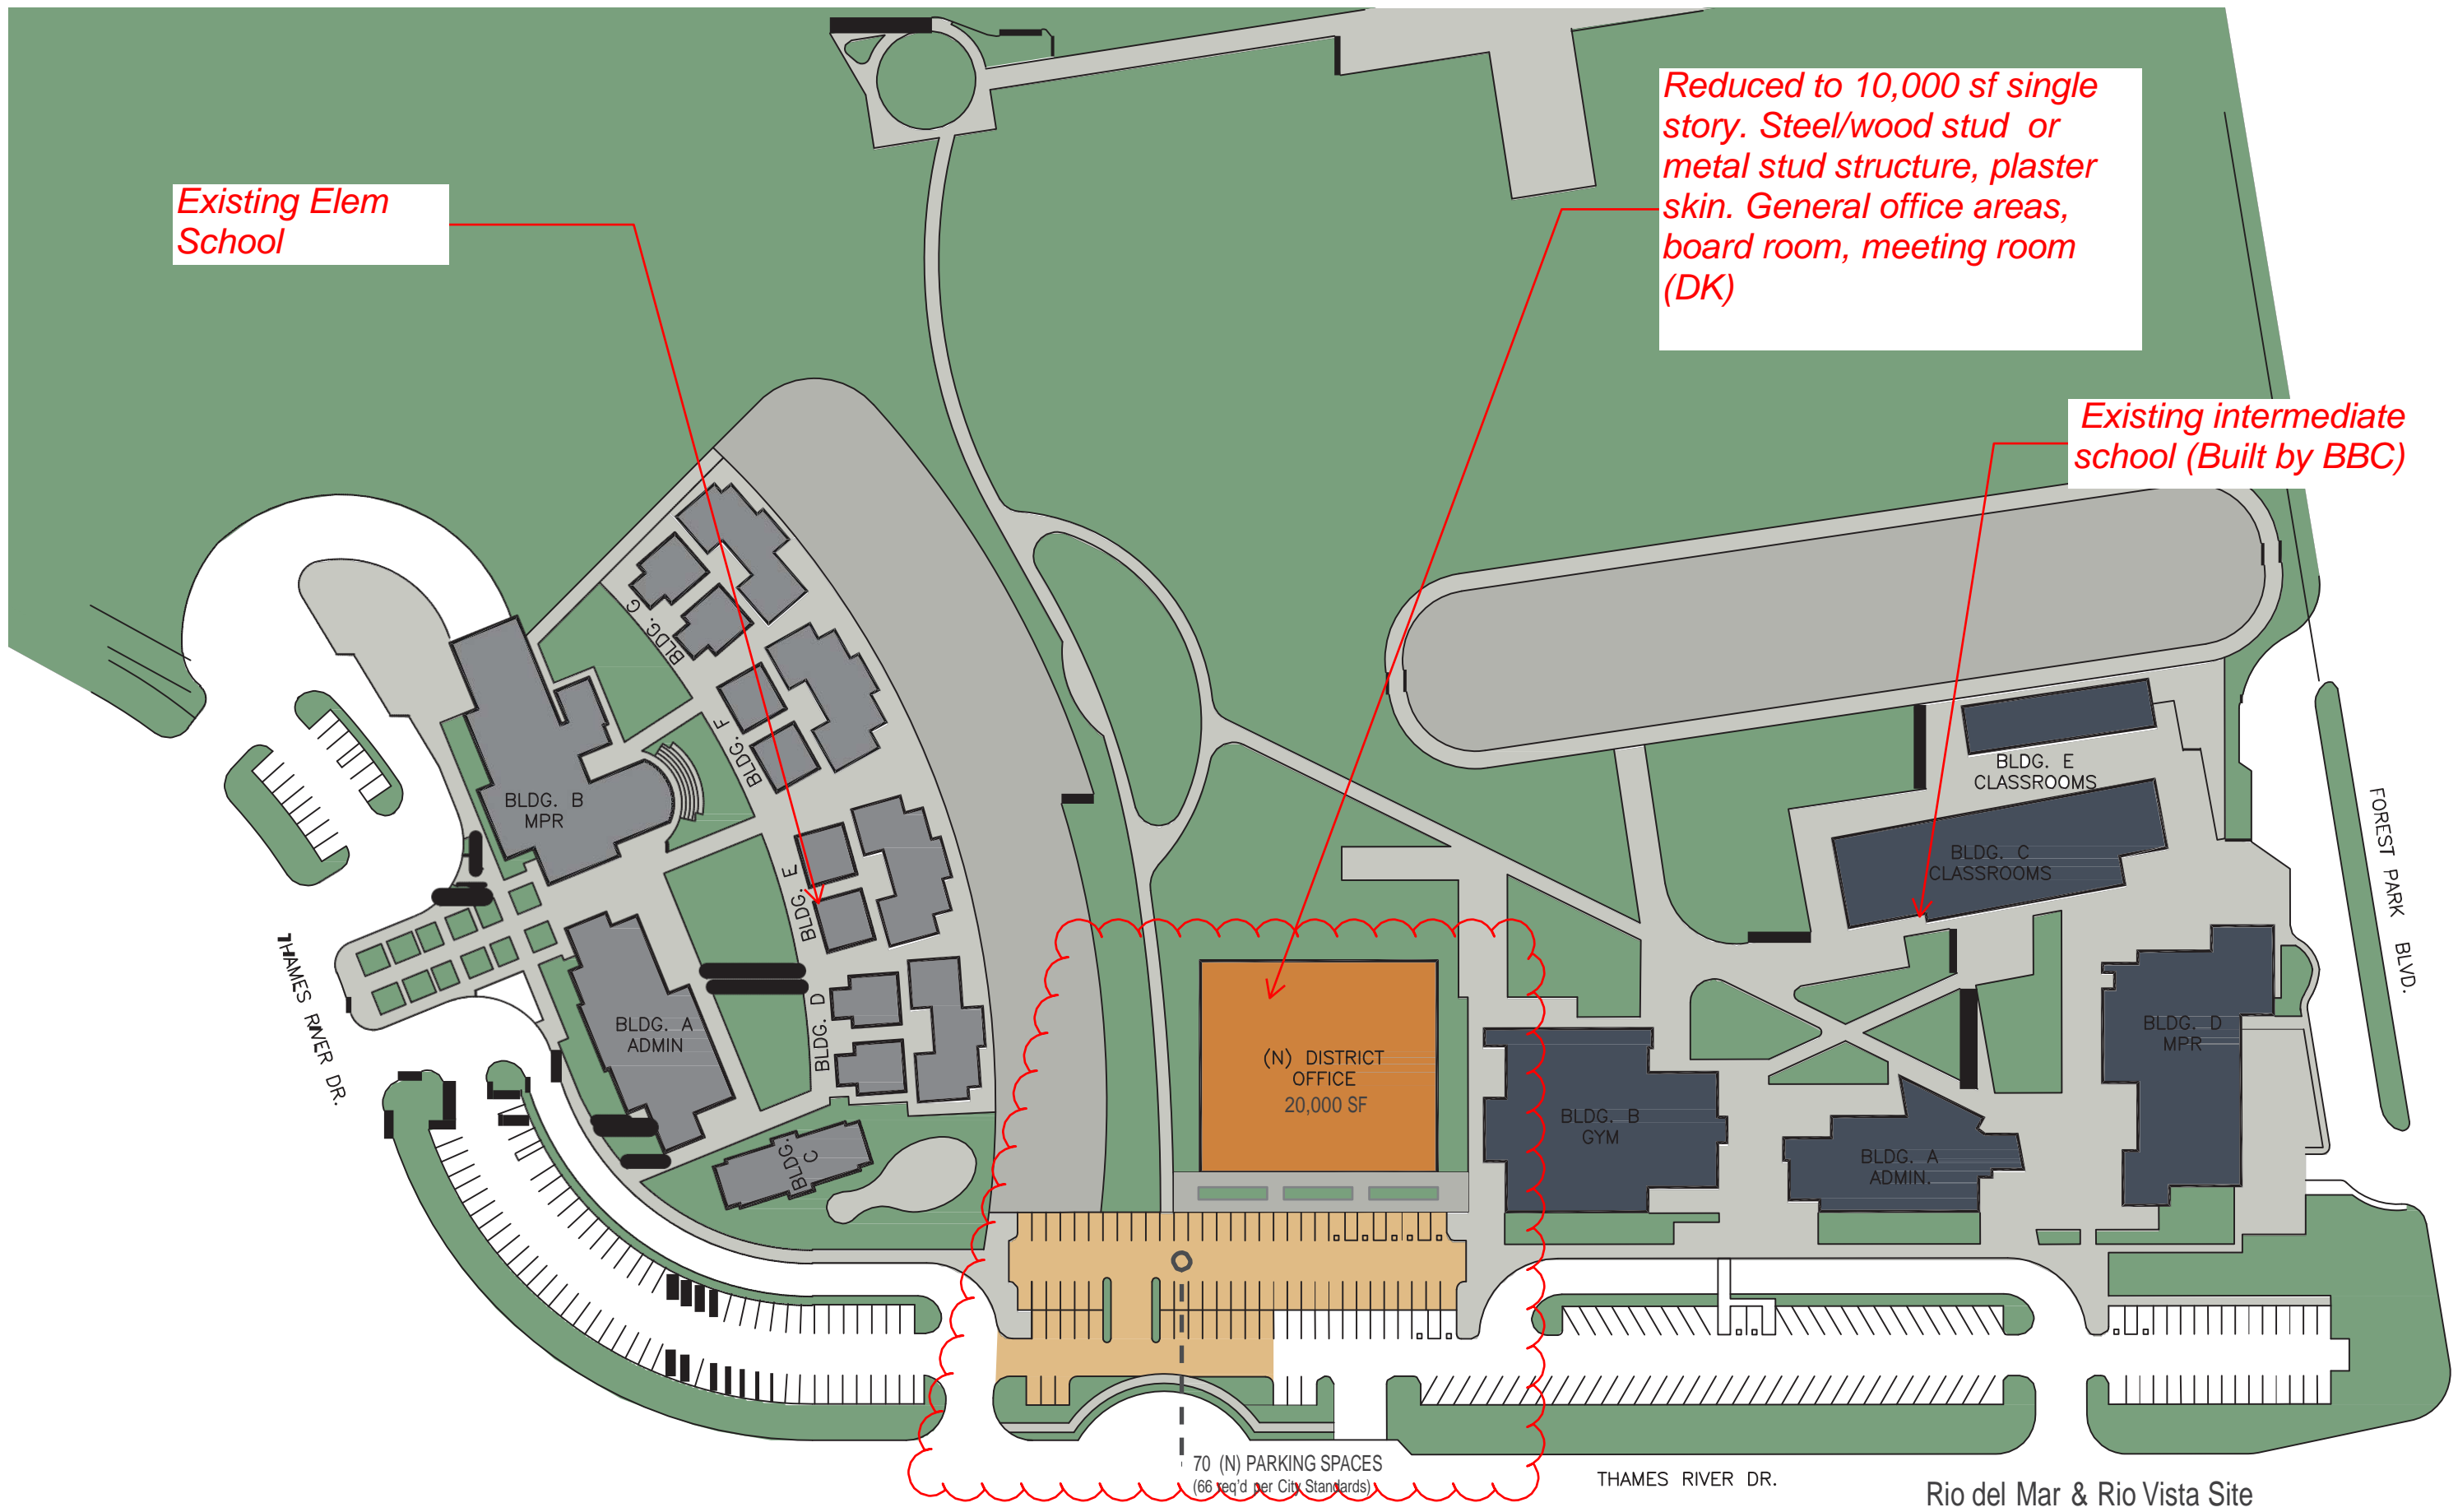 Reduced to 10,000 sf single
story. Steel/wood stud or
metal stud structure, plaster
skin. General office areas,
board room, meeting room
(DK)
Existing Elem
School
Existing intermediate
school (Built by BBC)
BLDG. G
BLDG. F
BLDG. E
BLDG. D
BLDG. B
MPR
BLDG. A
ADMIN
BLDG. C
THAMES RIVER DR.
(N) DISTRICT
OFFICE
20,000 SF
BLDG. E
CLASSROOMS
BLDG. C
CLASSROOMS
BLDG. D
MPR
BLDG. B
GYM
BLDG. A
ADMIN.
FOREST PARK BLVD.
70 (N) PARKING SPACES
(66 req'd per City Standards)
THAMES RIVER DR.
Rio del Mar & Rio Vista Site